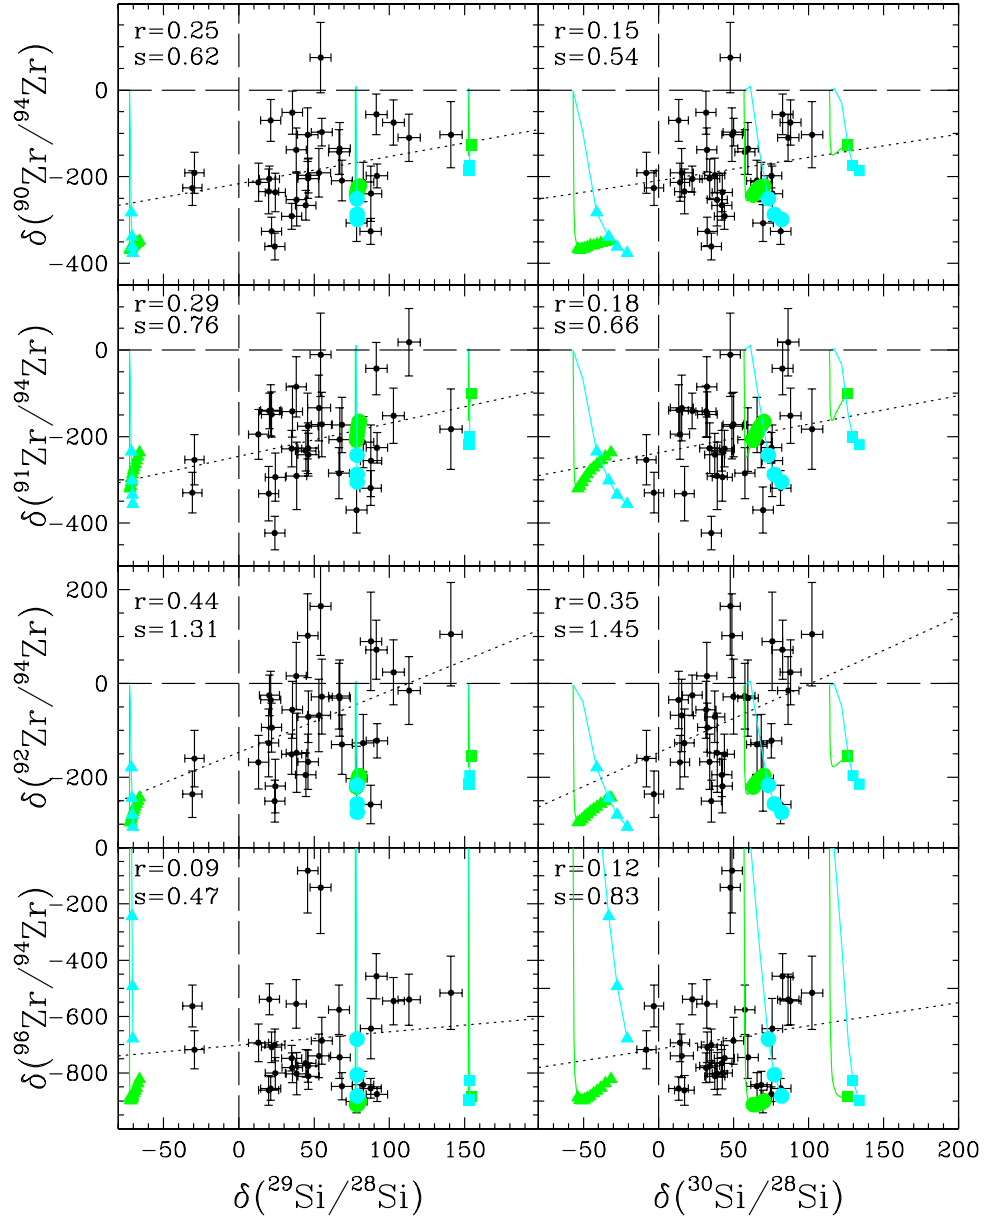 r=0.25
s=0.62
r=0.15
s=0.54
δ(⁹⁰Zr/⁹⁴Zr)
0
−200
−400
r=0.29
s=0.76
r=0.18
s=0.66
δ(⁹¹Zr/⁹⁴Zr)
0
−200
−400
r=0.44
s=1.31
r=0.35
s=1.45
δ(⁹²Zr/⁹⁴Zr)
200
0
−200
r=0.09
s=0.47
r=0.12
s=0.83
δ(⁹⁶Zr/⁹⁴Zr)
0
−200
−400
−600
−800
−50 0 50 100 150 −50 0 50 100 150 200
δ(²⁹Si/²⁸Si) δ(³⁰Si/²⁸Si)